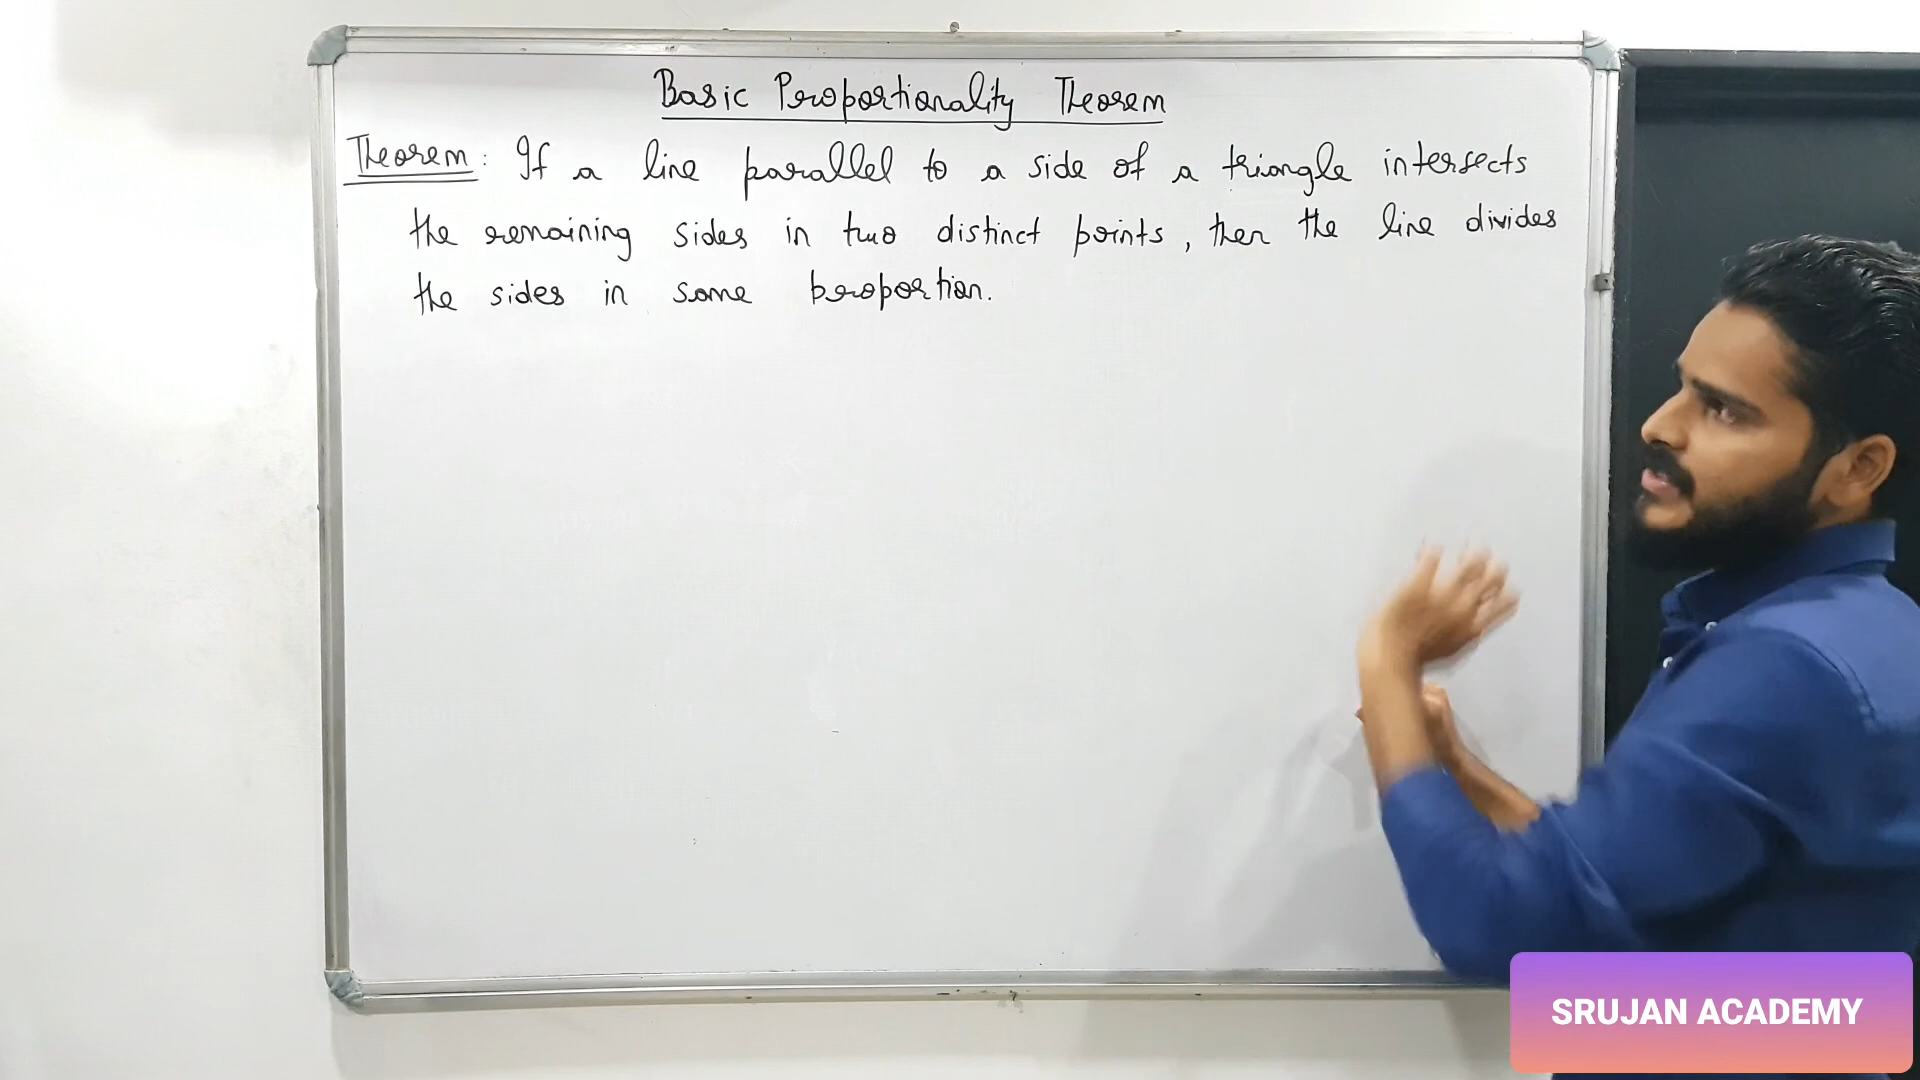 Basic Proportionality Theorem
Theorem: If a line parallel to a side of a triangle intersects
the remaining sides in two distinct points, then the line divides
the sides in same proportion.
SRUJAN ACADEMY